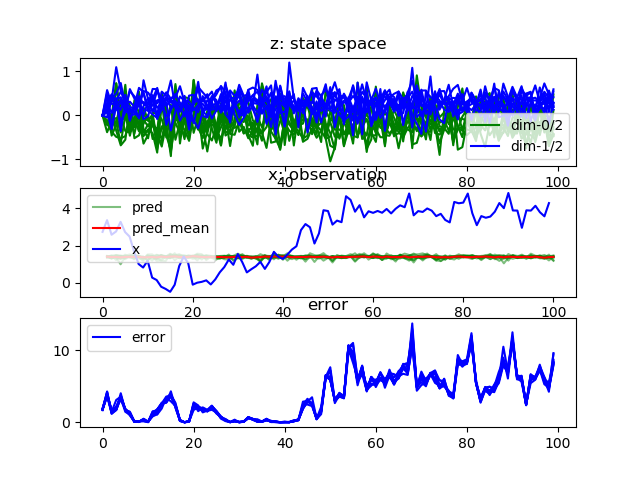 z: state space
1
0
−1
dim-0/2
dim-1/2
0 20 40 60 80 100
x: observation
4
2
0
pred
pred_mean
x
0 20 40 60 80 100
error
10
0
error
0 20 40 60 80 100